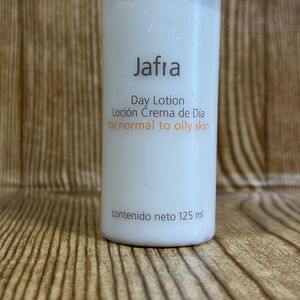 Jafra
Day Lotion
Loción Crema de Día
for normal to oily skin
contenido neto 125 ml